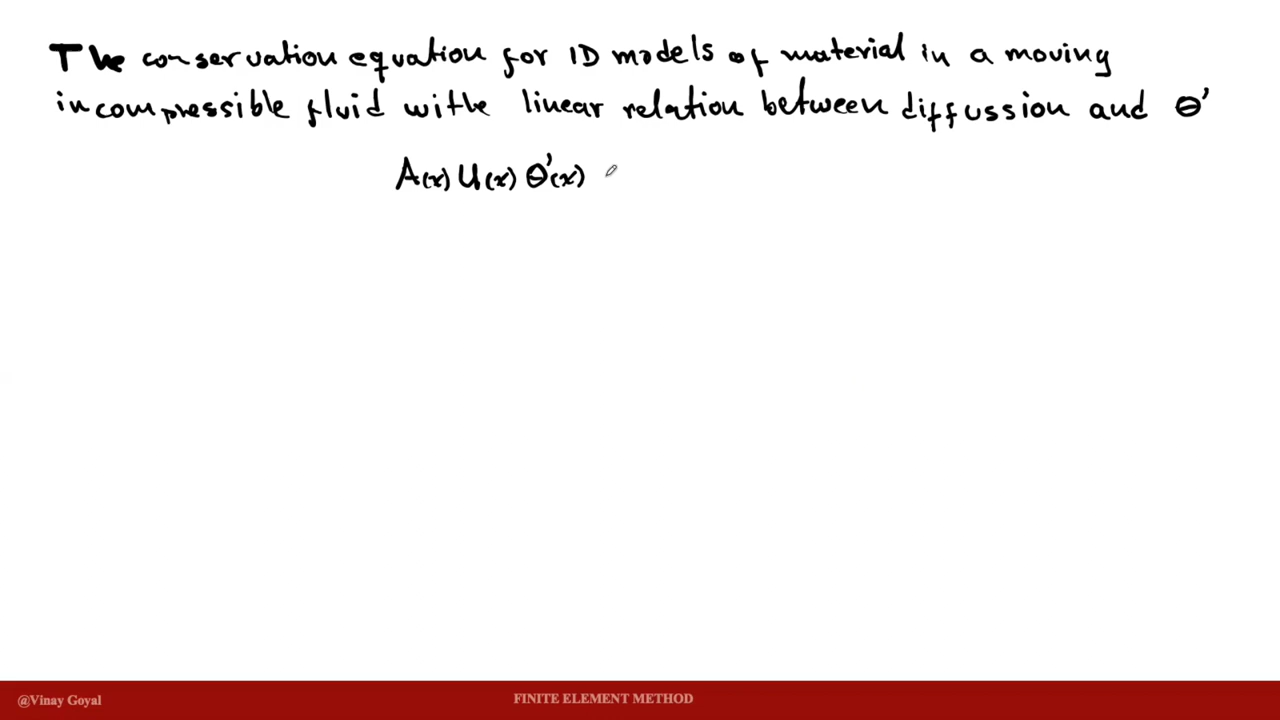 The conservation equation for 1D models of material in a moving
incompressible fluid withe linear relation between diffussion and θ'
A(x) U(x) θ'(x)
@Vinay Goyal
FINITE ELEMENT METHOD